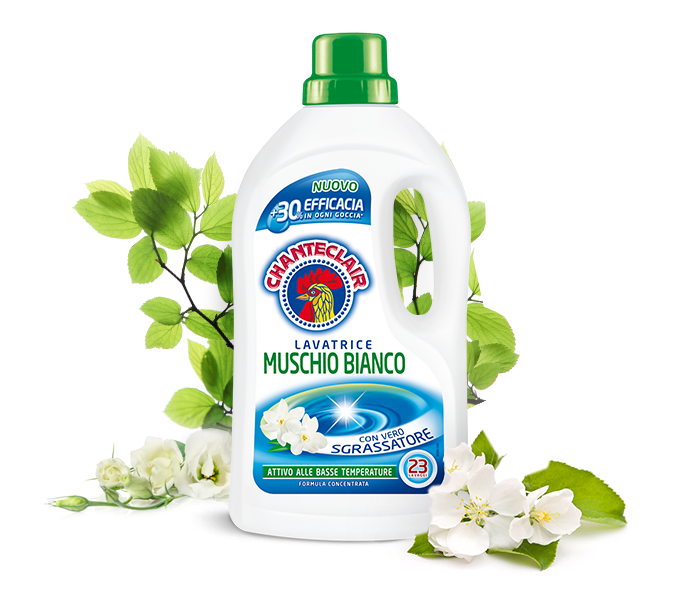 NUOVO
+30% EFFICACIA
IN OGNI GOCCIA*
CHANTECLAIR
LAVATRICE
MUSCHIO BIANCO
CON VERO
SGRASSATORE
ATTIVO ALLE BASSE TEMPERATURE
23
LAVAGGI
FORMULA CONCENTRATA